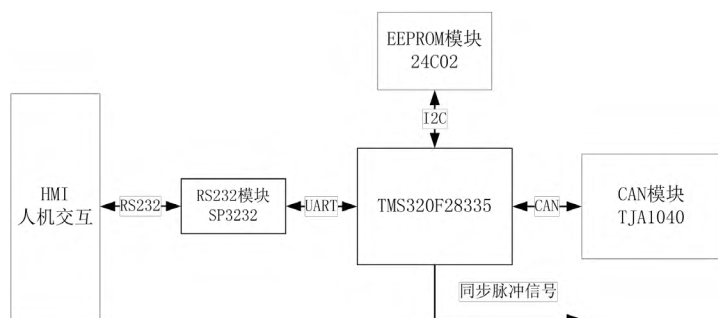 EEPROM模块
24C02
I2C
HMI
人机交互
RS232
RS232模块
SP3232
UART
TMS320F28335
CAN
CAN模块
TJA1040
同步脉冲信号